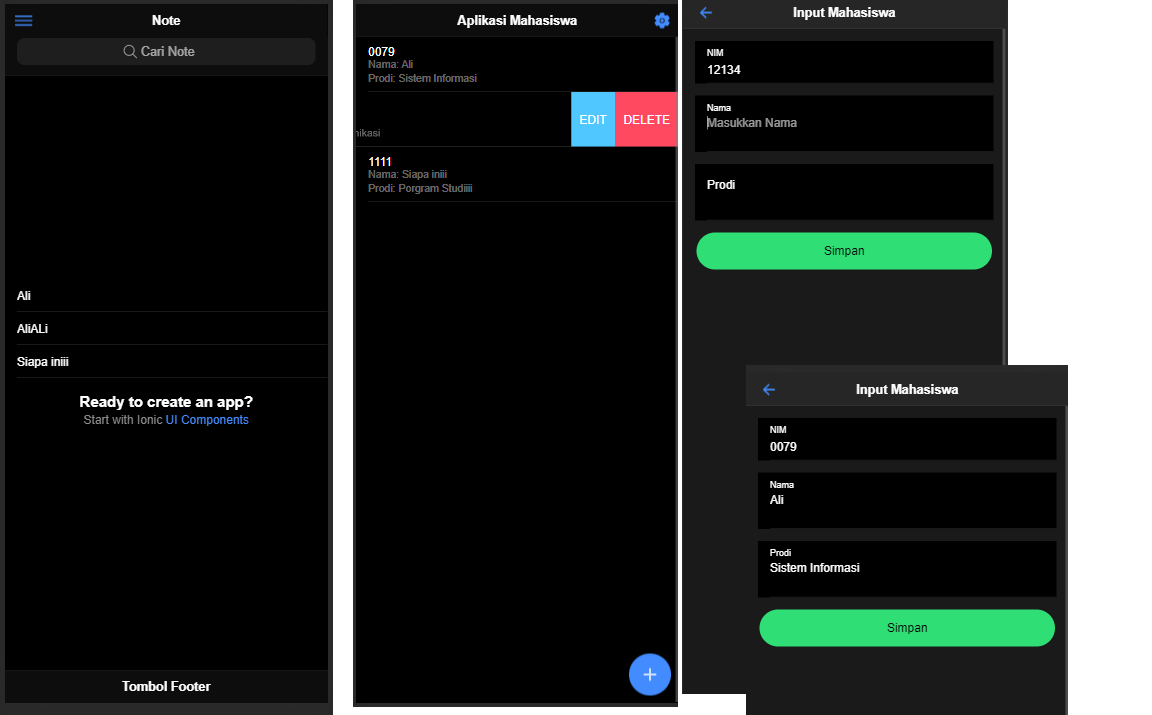 Note
Cari Note
Ali
AliALi
Siapa iniii
Ready to create an app?
Start with Ionic UI Components
Tombol Footer
Aplikasi Mahasiswa
0079
Nama: Ali
Prodi: Sistem Informasi
nikasi
EDIT
DELETE
1111
Nama: Siapa iniii
Prodi: Porgram Studiiii
Input Mahasiswa
NIM
12134
Nama
Masukkan Nama
Prodi
Simpan
Input Mahasiswa
NIM
0079
Nama
Ali
Prodi
Sistem Informasi
Simpan